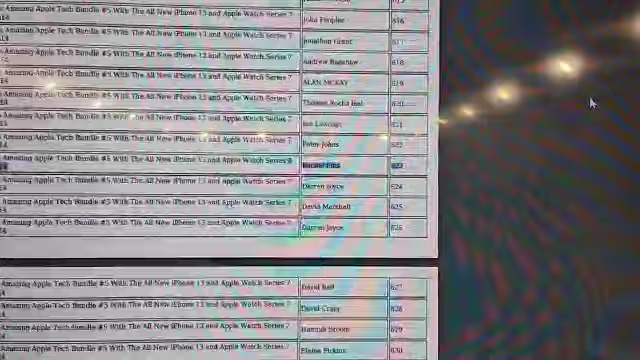 Amazing Apple Tech Bundle #5 With The All New iPhone 13 and Apple Watch Series 7
John Peoples 616
Amazing Apple Tech Bundle #5 With The All New iPhone 13 and Apple Watch Series 7
Jonathan Grant 617
Amazing Apple Tech Bundle #5 With The All New iPhone 13 and Apple Watch Series 7
Andrew Bagshaw 618
Amazing Apple Tech Bundle #5 With The All New iPhone 13 and Apple Watch Series 7
ALAN MCKAY 619
Amazing Apple Tech Bundle #5 With The All New iPhone 13 and Apple Watch Series 7
Thomas 620
Amazing Apple Tech Bundle #5 With The All New iPhone 13 and Apple Watch Series 7
Ian 621
Amazing Apple Tech Bundle #5 With The All New iPhone 13 and Apple Watch Series 7
Peter Johns 622
Amazing Apple Tech Bundle #5 With The All New iPhone 13 and Apple Watch Series
Rachel 623
Amazing Apple Tech Bundle #5 With The All New iPhone 13 and Apple Watch Series 7
Darren Joyce 624
Amazing Apple Tech Bundle #5 With The All New iPhone 13 and Apple Watch Series 7
David Marshall 625
Amazing Apple Tech Bundle #5 With The All New iPhone 13 and Apple Watch Series 7
Darren Joyce 626
Amazing Apple Tech Bundle #5 With The All New iPhone 13 and Apple Watch Series 7
David Bell 627
Amazing Apple Tech Bundle #5 With The All New iPhone 13 and Apple Watch Series 7
David Craig 628
Amazing Apple Tech Bundle #5 With The All New iPhone 13 and Apple Watch Series 7
Hannah Broom 629
Amazing Apple Tech Bundle #5 With The All New iPhone 13 and Apple Watch Series 7
Elaine Pickins 630